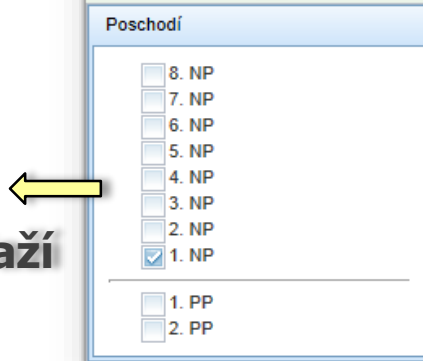 Poschodí
8. NP
7. NP
6. NP
5. NP
4. NP
3. NP
2. NP
1. NP
1. PP
2. PP